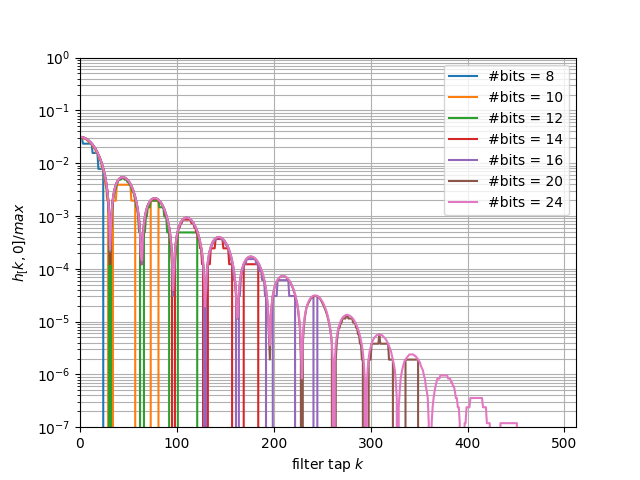 10⁰
10⁻¹
10⁻²
10⁻³
10⁻⁴
10⁻⁵
10⁻⁶
10⁻⁷
h[k, 0]/max
#bits = 8
#bits = 10
#bits = 12
#bits = 14
#bits = 16
#bits = 20
#bits = 24
0 100 200 300 400 500
filter tap k